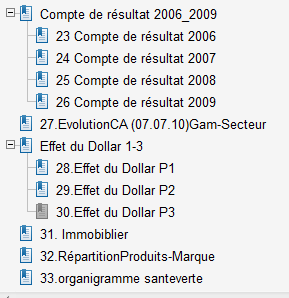 Compte de résultat 2006_2009
23 Compte de résultat 2006
24 Compte de résultat 2007
25 Compte de résultat 2008
26 Compte de résultat 2009
27.EvolutionCA (07.07.10)Gam-Secteur
Effet du Dollar 1-3
28.Effet du Dollar P1
29.Effet du Dollar P2
30.Effet du Dollar P3
31. Immobiblier
32.RépartitionProduits-Marque
33.organigramme santeverte